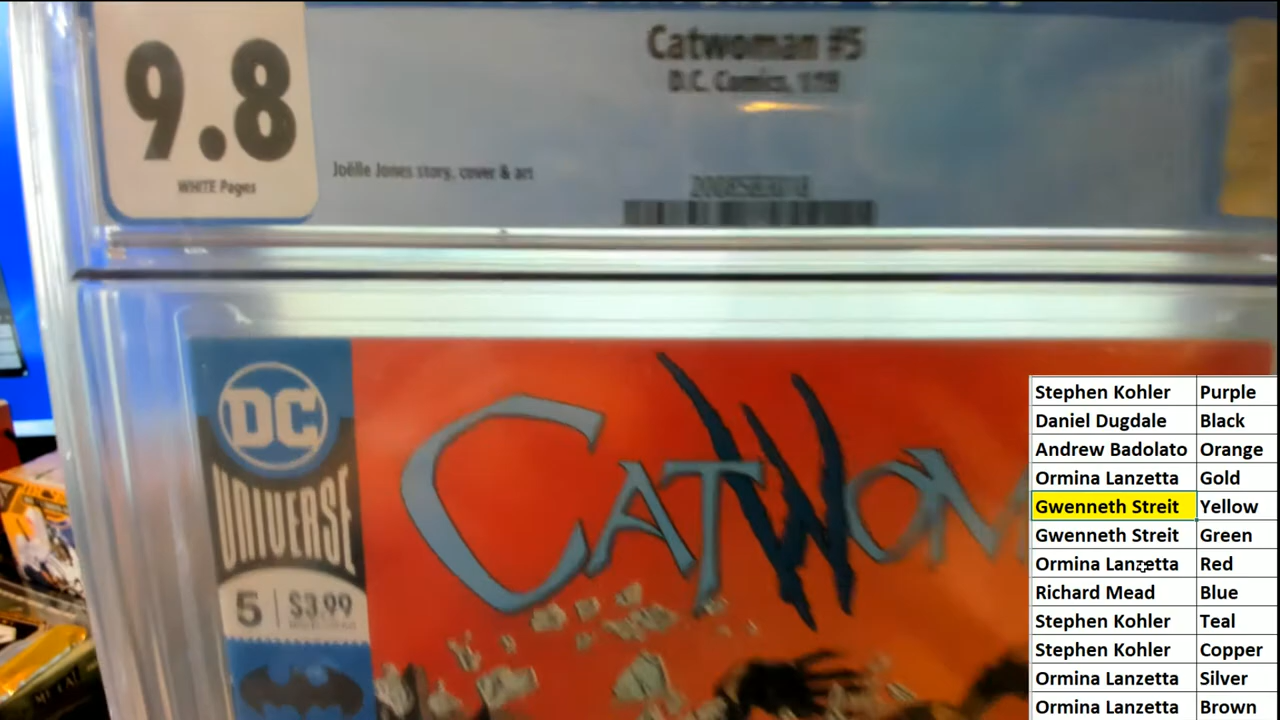 9.8
WHITE Pages
Catwoman #5
D.C. Comics, 1/19
Joëlle Jones story, cover & art
DC
UNIVERSE
5 $3.99
CATWOM
Stephen Kohler Purple
Daniel Dugdale Black
Andrew Badolato Orange
Ormina Lanzetta Gold
Gwenneth Streit Yellow
Gwenneth Streit Green
Ormina Lanzetta Red
Richard Mead Blue
Stephen Kohler Teal
Stephen Kohler Copper
Ormina Lanzetta Silver
Ormina Lanzetta Brown